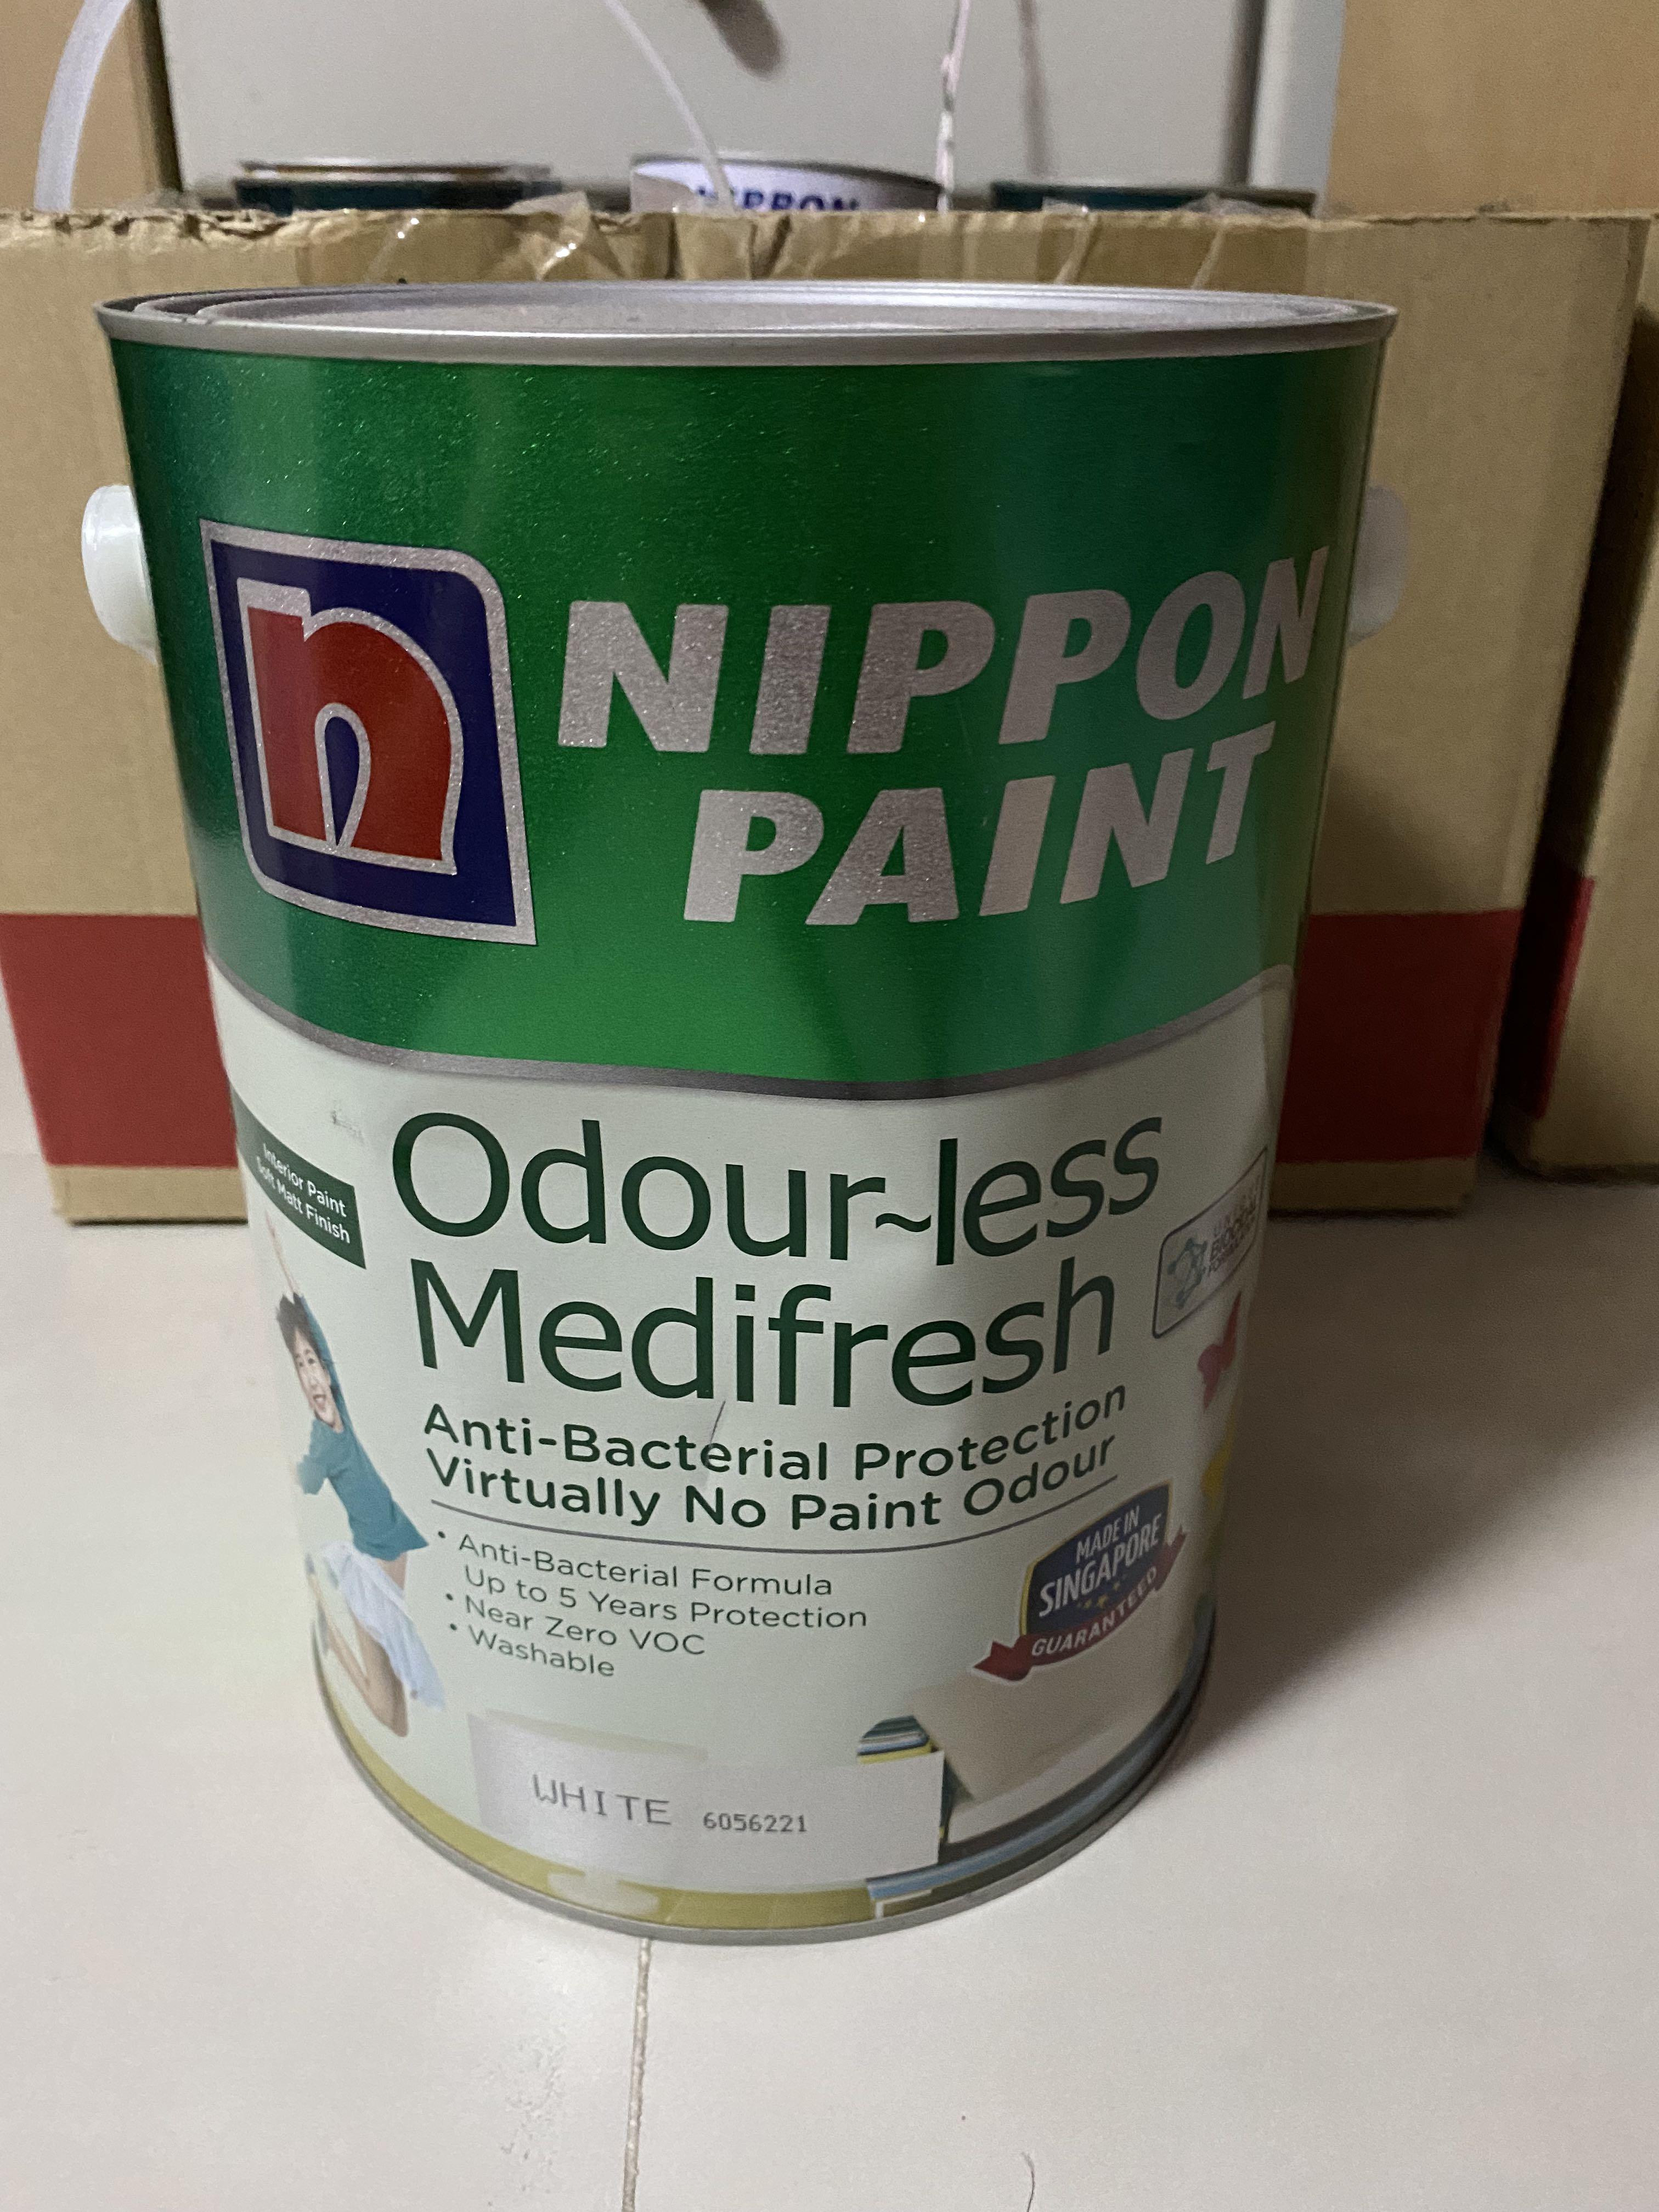 NIPPON
n
NIPPON
PAINT
Interior Paint
Soft Matt Finish
Odour~less
Medifresh
Anti-Bacterial Protection
Virtually No Paint Odour
• Anti-Bacterial Formula
Up to 5 Years Protection
• Near Zero VOC
• Washable
MADE IN
SINGAPORE
GUARANTEED
WHITE 6056221